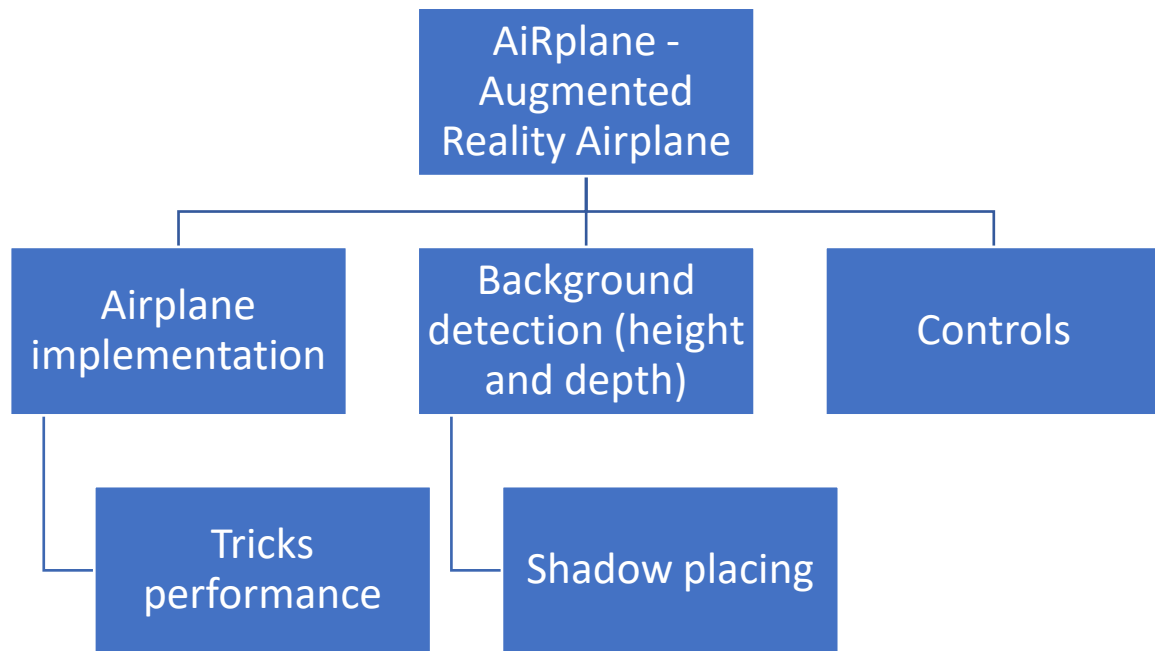 AiRplane -
Augmented
Reality Airplane
Airplane
implementation
Background
detection (height
and depth)
Controls
Tricks
performance
Shadow placing